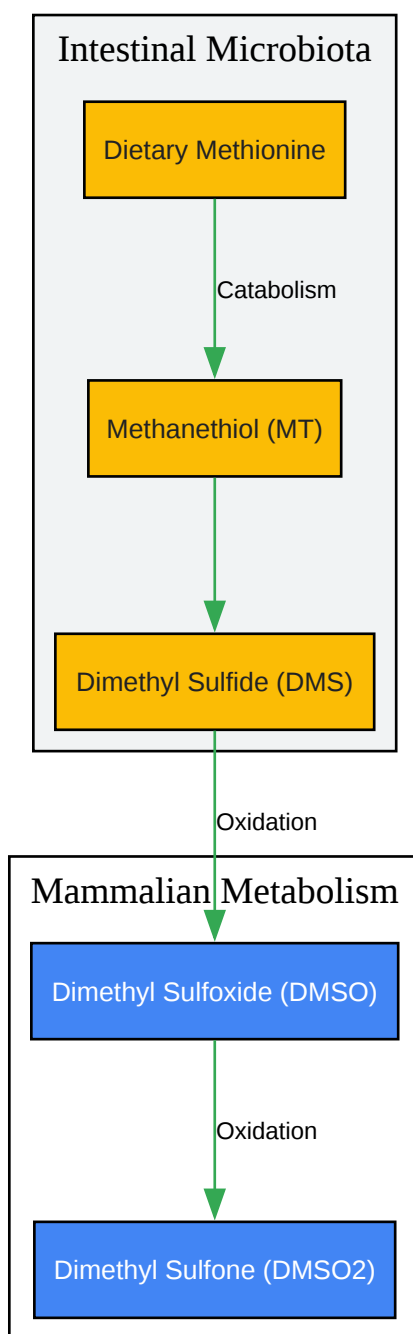 Intestinal Microbiota
Dietary Methionine
Catabolism
Methanethiol (MT)
Dimethyl Sulfide (DMS)
Oxidation
Mammalian Metabolism
Dimethyl Sulfoxide (DMSO)
Oxidation
Dimethyl Sulfone (DMSO2)